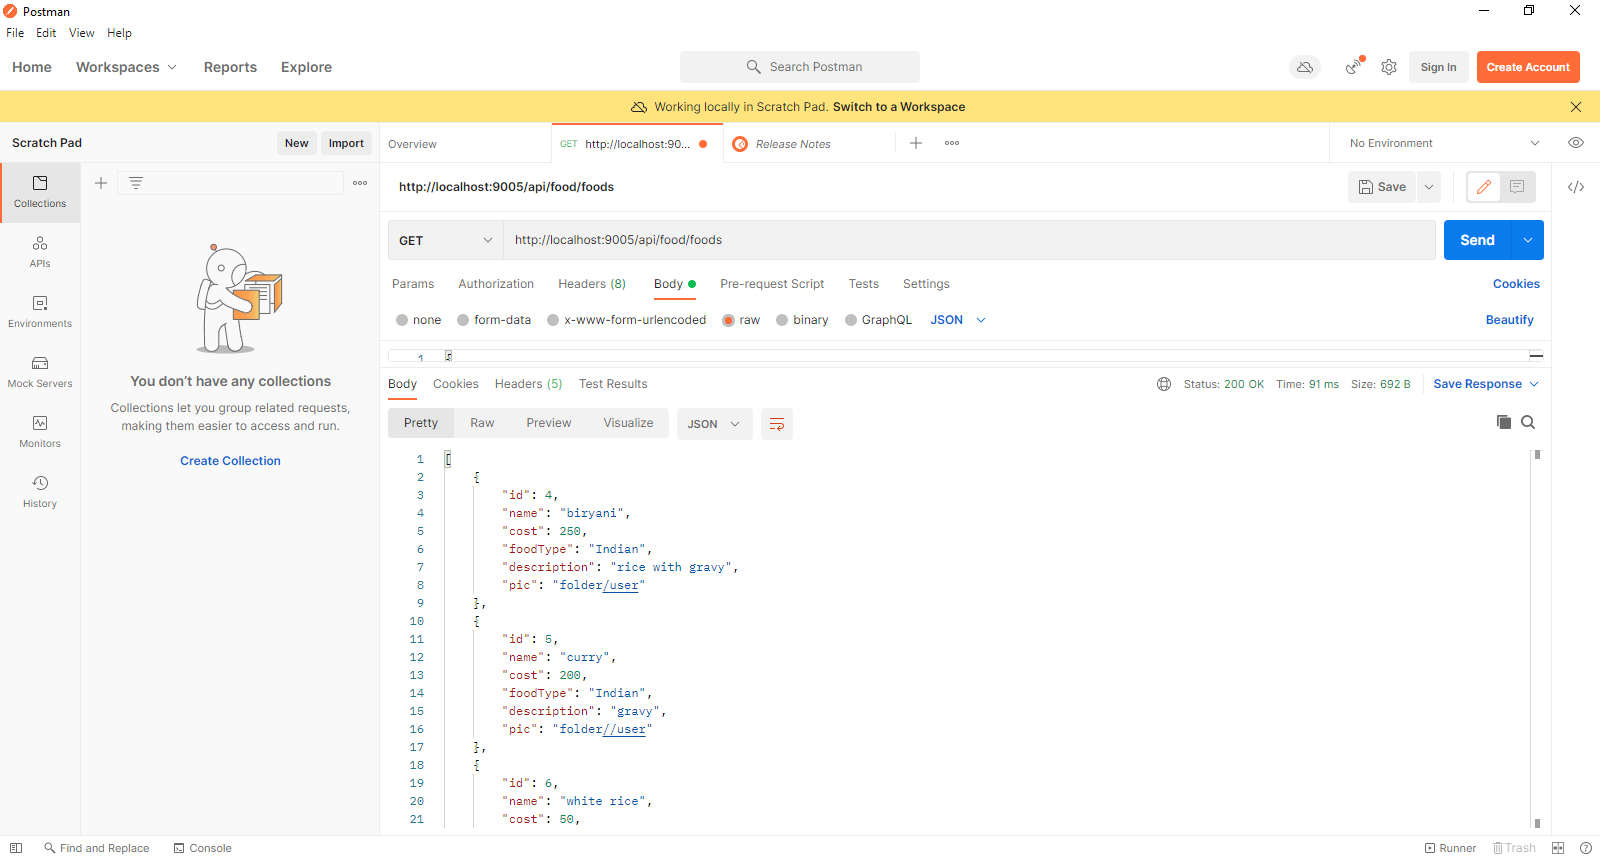 Postman
File Edit View Help
Home Workspaces Reports Explore Search Postman Sign In Create Account
Working locally in Scratch Pad. Switch to a Workspace
Scratch Pad New Import Overview GET http://localhost:90... Release Notes No Environment
http://localhost:9005/api/food/foods Save
Collections
APIs
Environments
Mock Servers
Monitors
History
You don't have any collections
Collections let you group related requests,
making them easier to access and run.
Create Collection
GET http://localhost:9005/api/food/foods Send
Params Authorization Headers (8) Body Pre-request Script Tests Settings Cookies
none form-data x-www-form-urlencoded raw binary GraphQL JSON Beautify
1
Body Cookies Headers (5) Test Results Status: 200 OK Time: 91 ms Size: 692 B Save Response
Pretty Raw Preview Visualize JSON
1 [
2 {
3 "id": 4,
4 "name": "biryani",
5 "cost": 250,
6 "foodType": "Indian",
7 "description": "rice with gravy",
8 "pic": "folder/user"
9 },
10 {
11 "id": 5,
12 "name": "curry",
13 "cost": 200,
14 "foodType": "Indian",
15 "description": "gravy",
16 "pic": "folder//user"
17 },
18 {
19 "id": 6,
20 "name": "white rice",
21 "cost": 50,
Find and Replace Console Runner Trash